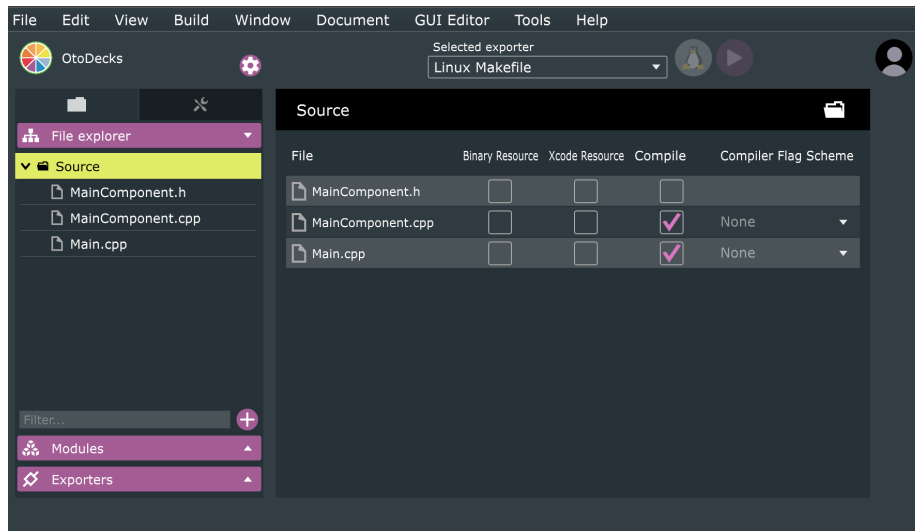 File Edit View Build Window Document GUI Editor Tools Help
OtoDecks
Selected exporter
Linux Makefile
File explorer
Source
MainComponent.h
MainComponent.cpp
Main.cpp
Filter...
Modules
Exporters
Source
File Binary Resource Xcode Resource Compile Compiler Flag Scheme
MainComponent.h
MainComponent.cpp None
Main.cpp None